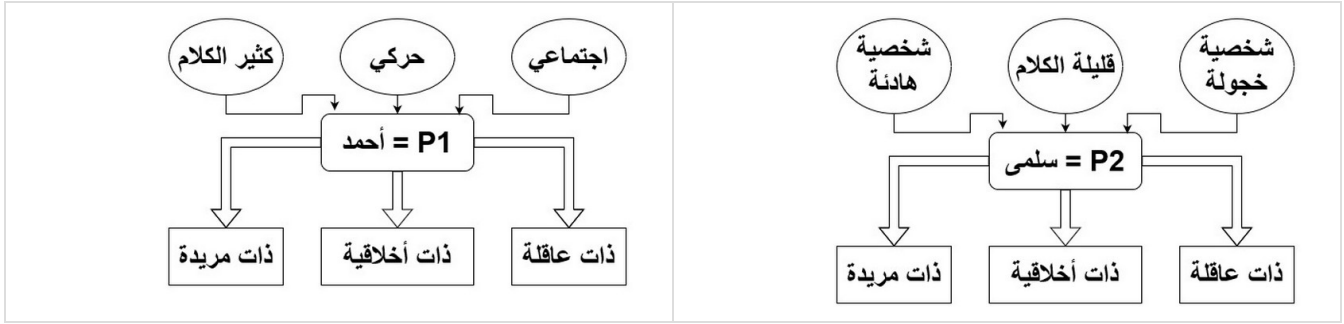 اجتماعي
حركي
كثير الكلام
P1 = أحمد
ذات عاقلة
ذات أخلاقية
ذات مريدة
شخصية
خجولة
قليلة الكلام
شخصية
هادئة
P2 = سلمى
ذات عاقلة
ذات أخلاقية
ذات مريدة